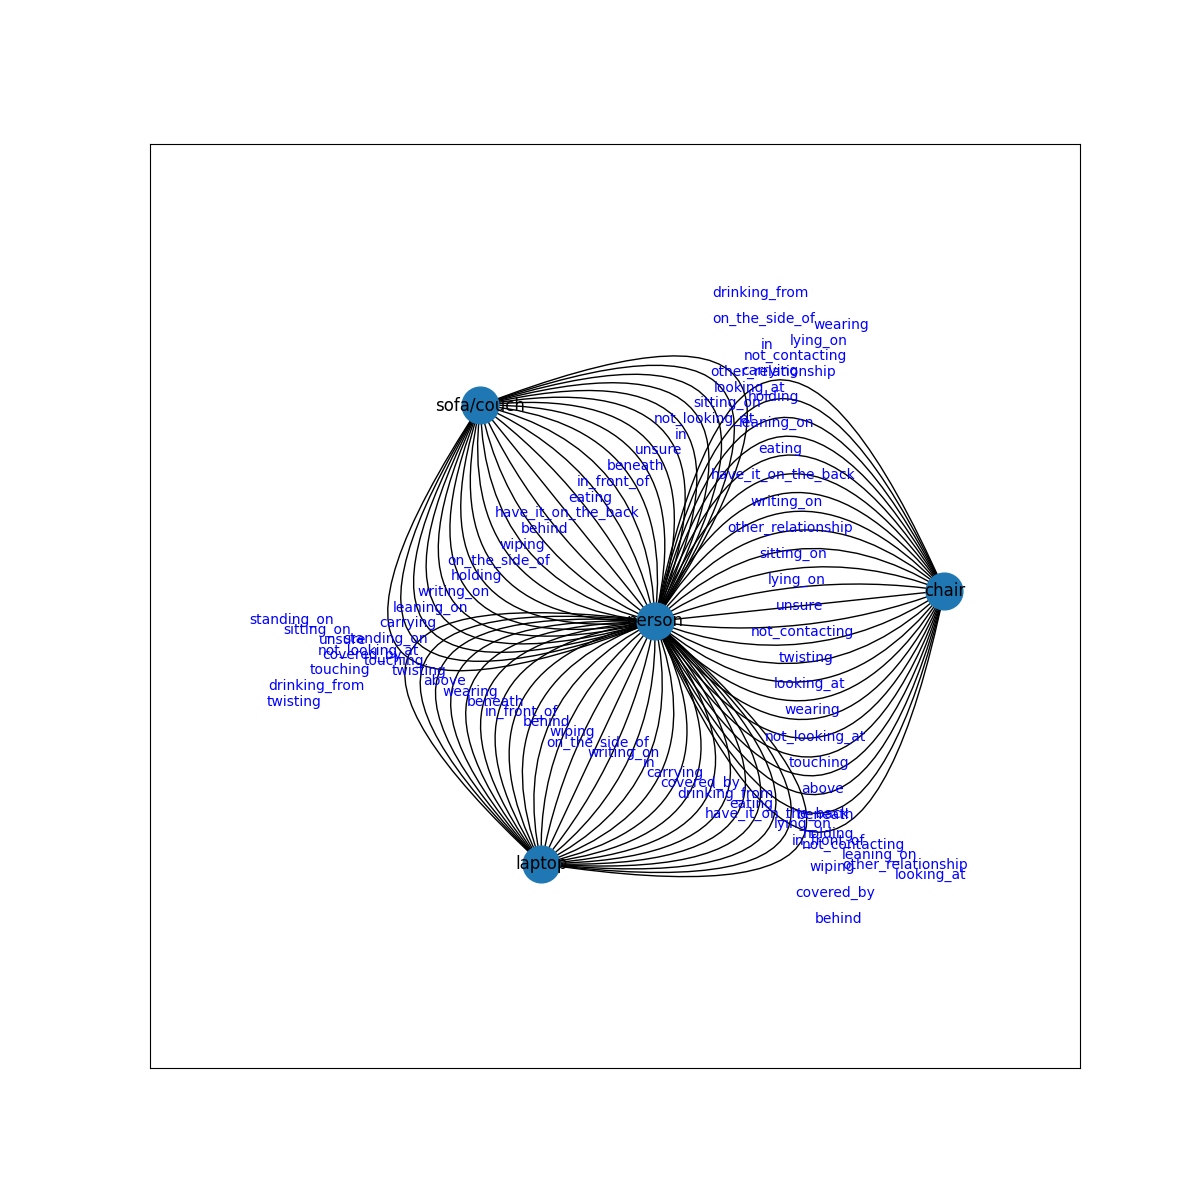 drinking_from
on_the_side_of
wearing
lying_on
in
not_contacting
carrying
other_relationship
looking_at
holding
sitting_on
sofa/couch
not_looking_at
leaning_on
in
unsure
eating
beneath
have_it_on_the_back
in_front_of
eating
writing_on
have_it_on_the_back
behind
other_relationship
wiping
sitting_on
on_the_side_of
holding
lying_on
writing_on
chair
leaning_on
unsure
standing_on
carrying
person
sitting_on
not_contacting
unsure
standing_on
not_looking_at
covered_by
touching
twisting
touching
twisting
above
looking_at
drinking_from
wearing
twisting
beneath
wearing
in_front_of
behind
wiping
not_looking_at
on_the_side_of
writing_on
in
touching
carrying
covered_by
above
drinking_from
eating
have_it_on_the_back
beneath
lying_on
holding
in_front_of
not_contacting
leaning_on
laptop
other_relationship
wiping
looking_at
covered_by
behind